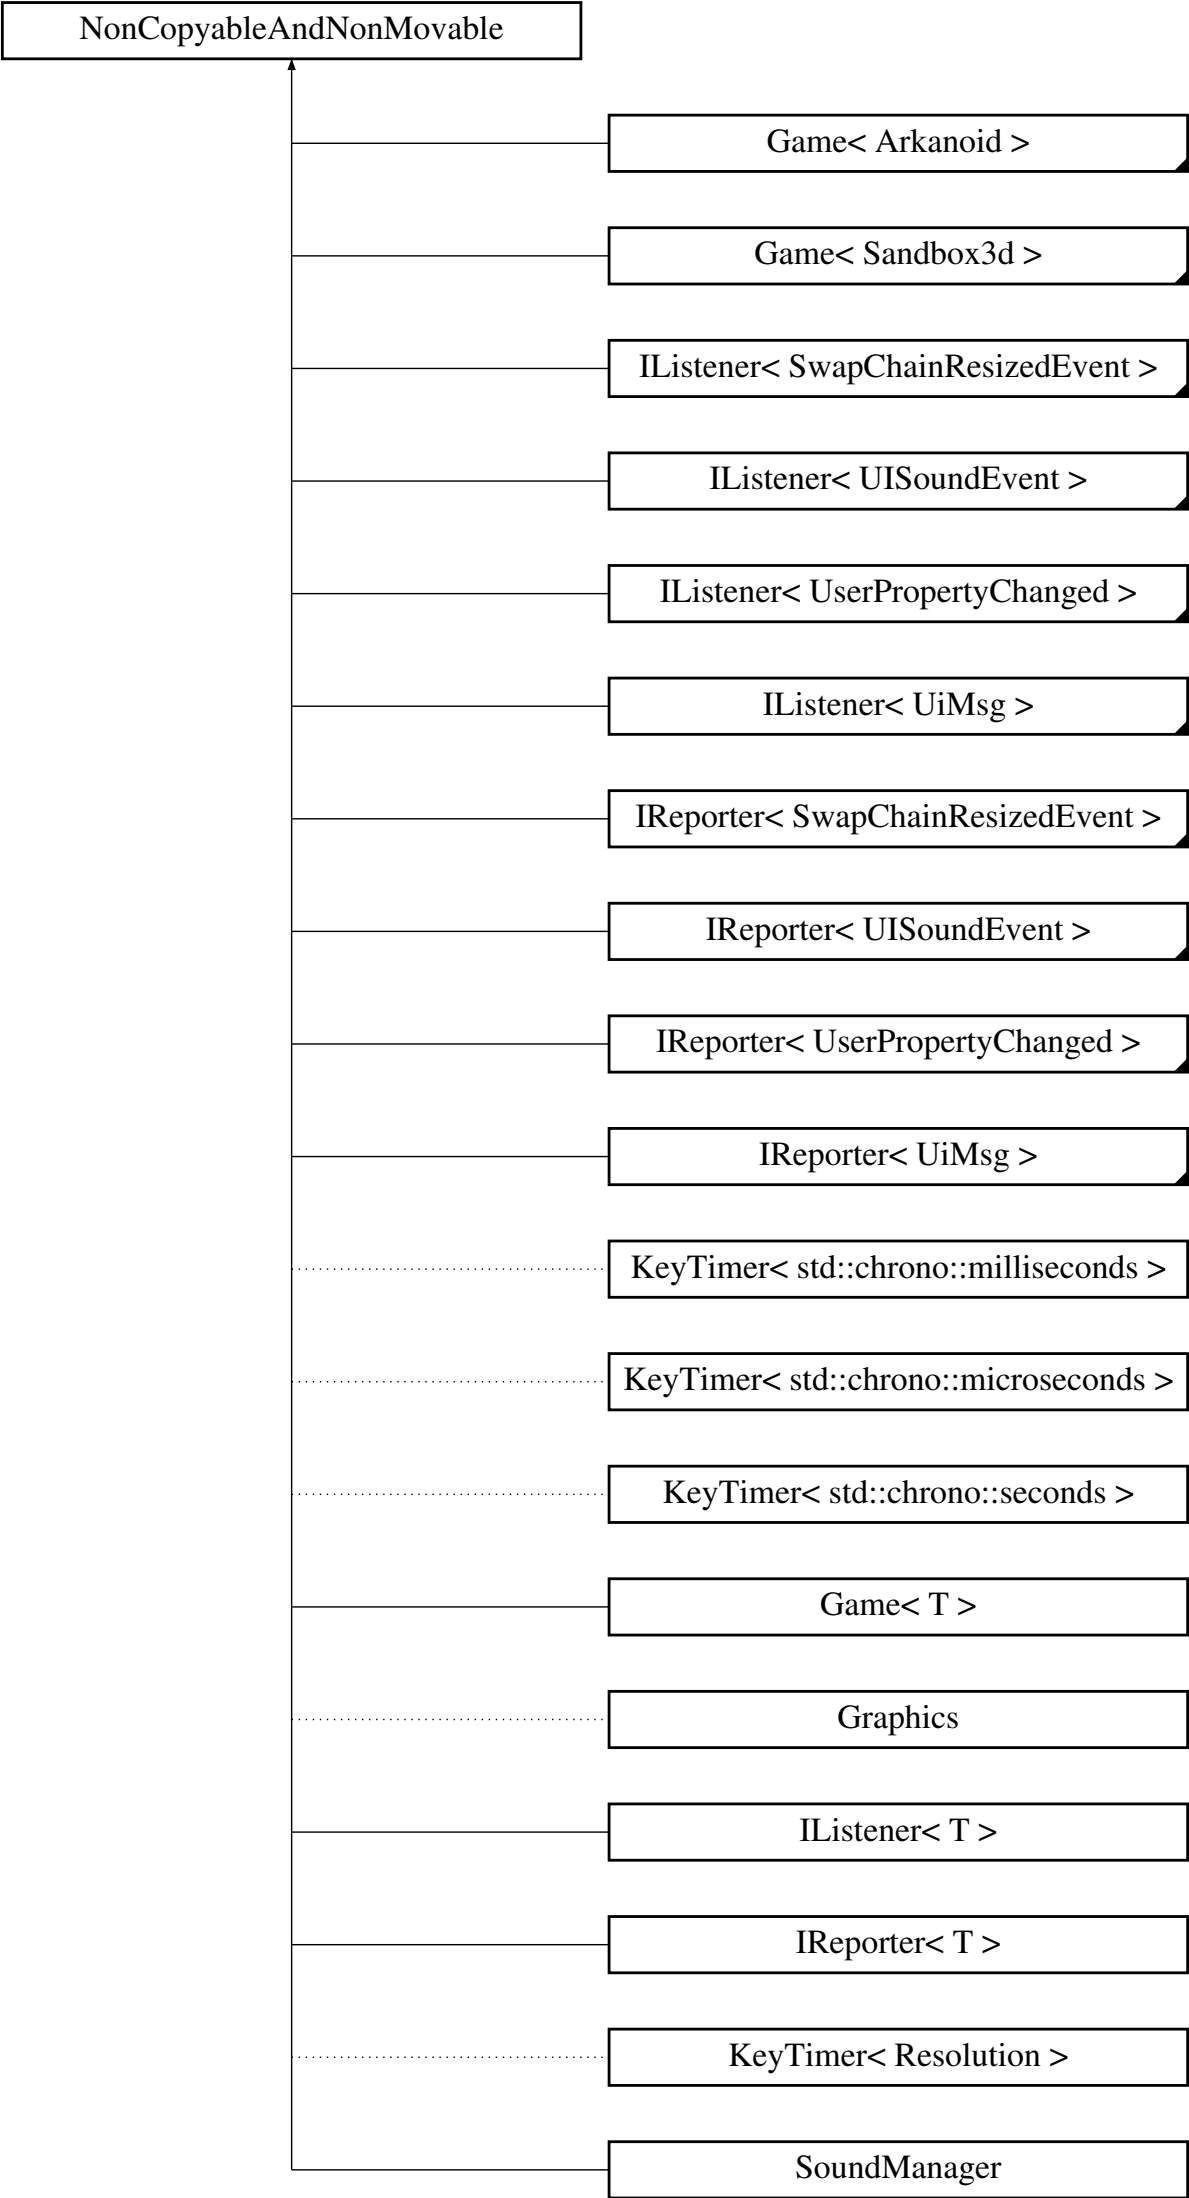 NonCopyableAndNonMovable
Game< Arkanoid >
Game< Sandbox3d >
IListener< SwapChainResizedEvent >
IListener< UISoundEvent >
IListener< UserPropertyChanged >
IListener< UiMsg >
IReporter< SwapChainResizedEvent >
IReporter< UISoundEvent >
IReporter< UserPropertyChanged >
IReporter< UiMsg >
KeyTimer< std::chrono::milliseconds >
KeyTimer< std::chrono::microseconds >
KeyTimer< std::chrono::seconds >
Game< T >
Graphics
IListener< T >
IReporter< T >
KeyTimer< Resolution >
SoundManager